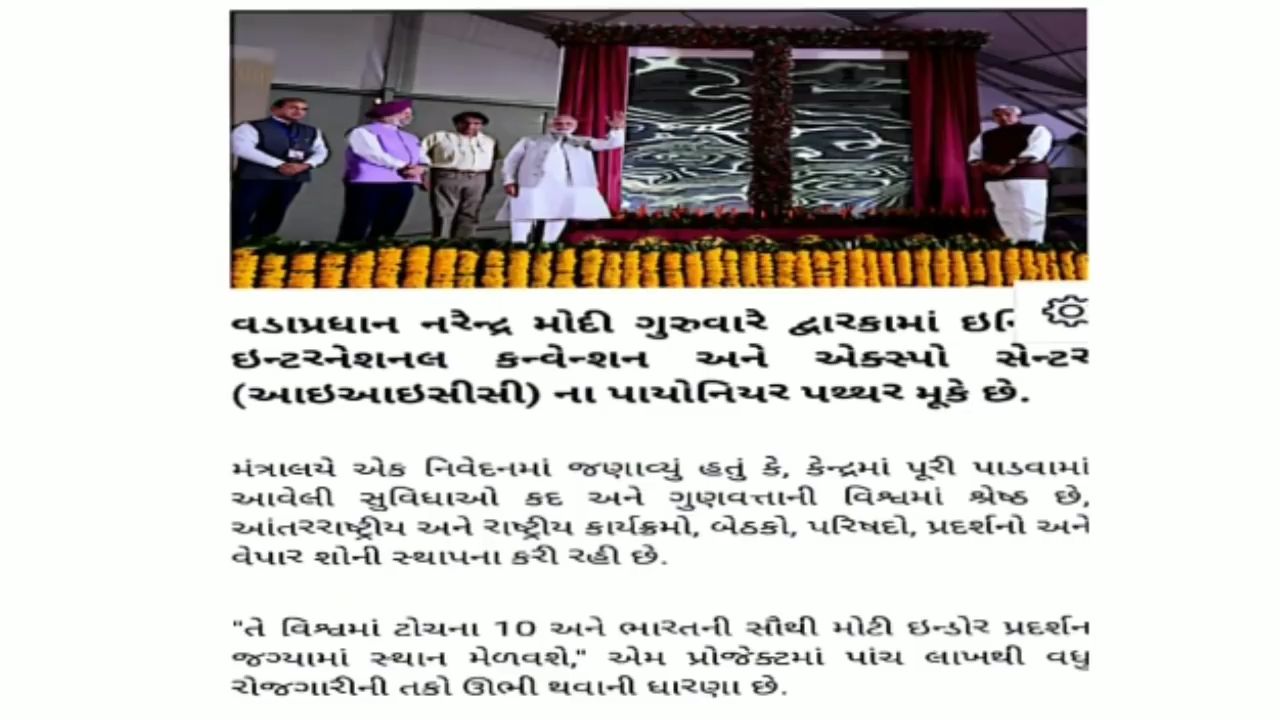 વડાપ્રધાન નરેન્દ્ર મોદી ગુરુવારે દ્વારકામાં
ઇન્ટરનેશનલ કન્વેન્શન અને એક્સ્પો સેન્ટર
(આઇઆઇસીસી) ના પાયોનિયર પથ્થર મૂકે છે.
મંત્રાલયે એક નિવેદનમાં જણાવ્યું હતું કે, કેન્દ્રમાં પૂરી પાડવામાં
આવેલી સુવિધાઓ કદ અને ગુણવત્તાની વિશ્વમાં શ્રેષ્ઠ છે,
આંતરરાષ્ટ્રીય અને રાષ્ટ્રીય કાર્યક્રમો, બેઠકો, પરિષદો, પ્રદર્શનો અને
વેપાર શોની સ્થાપના કરી રહી છે.
"તે વિશ્વમાં ટોચના 10 અને ભારતની સૌથી મોટી ઇન્ડોર પ્રદર્શન
જગ્યામાં સ્થાન મેળવશે," એમ પ્રોજેક્ટમાં પાંચ લાખથી વધુ
રોજગારીની તકો ઊભી થવાની ધારણા છે.